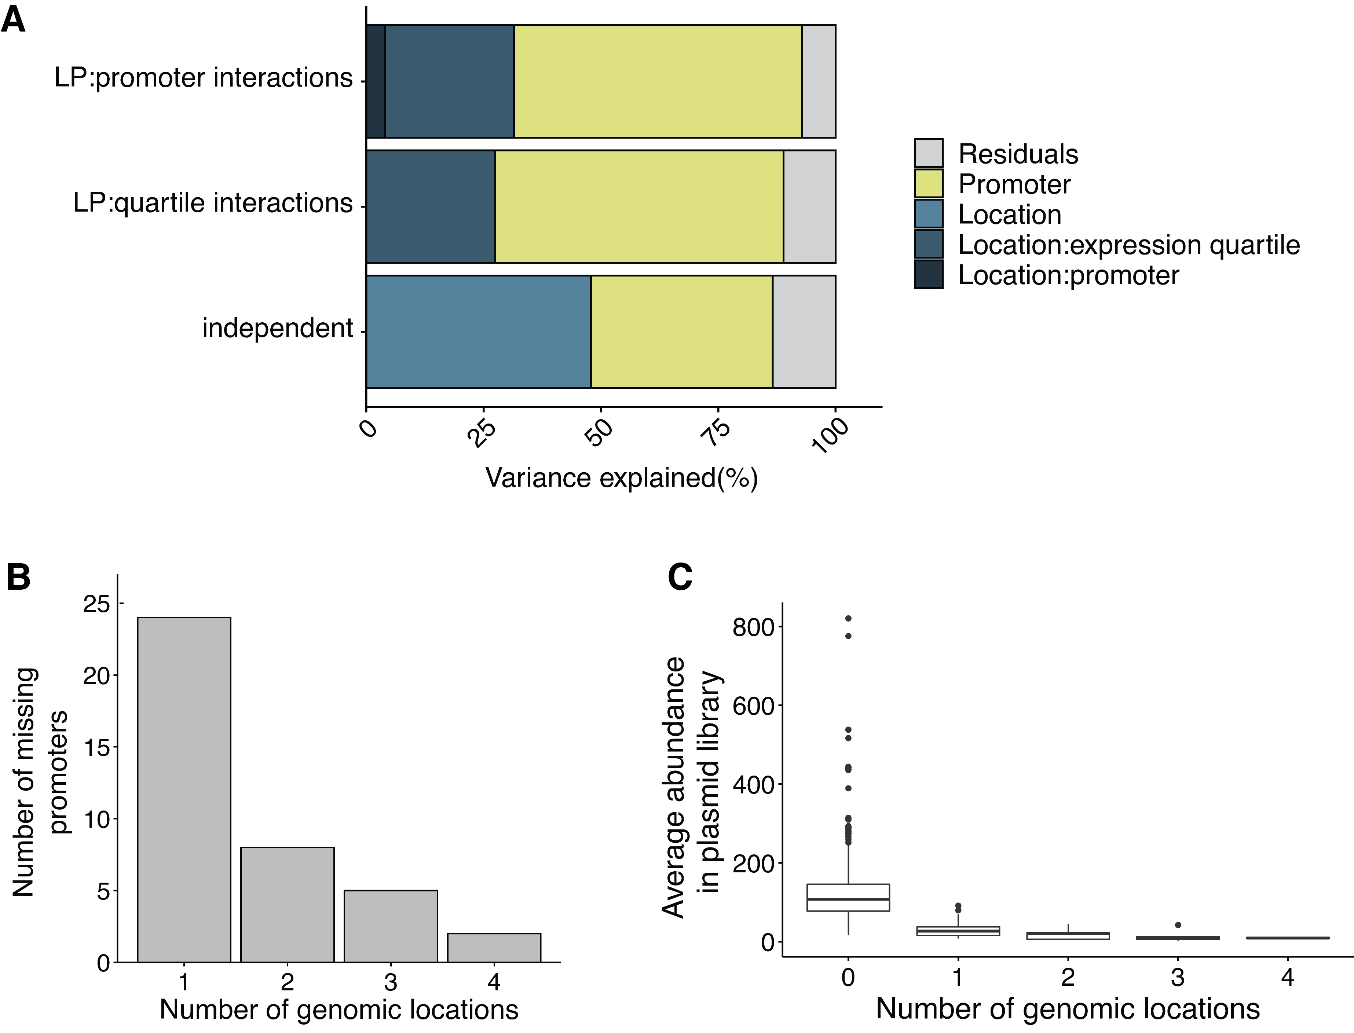 A
LP:promoter interactions
LP:quartile interactions
independent
0
25
50
75
100
Variance explained(%)
Residuals
Promoter
Location
Location:expression quartile
Location:promoter
B
Number of missing
promoters
25
20
15
10
5
0
1
2
3
4
Number of genomic locations
C
Average abundance
in plasmid library
800
600
400
200
0
0
1
2
3
4
Number of genomic locations